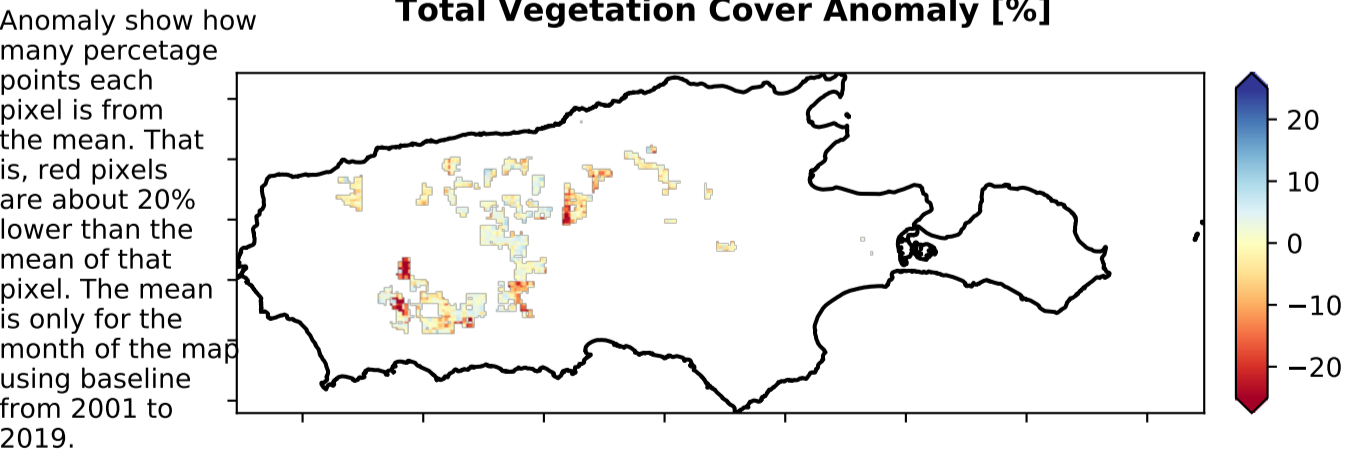 Total Vegetation Cover Anomaly [%]
Anomaly show how
many percetage
points each
pixel is from
the mean. That
is, red pixels
are about 20%
lower than the
mean of that
pixel. The mean
is only for the
month of the map
using baseline
from 2001 to
2019.
20
10
0
−10
−20